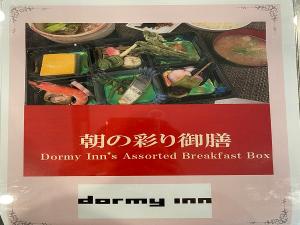 朝の彩り御膳
Dormy Inn's Assorted Breakfast Box
dormy inn